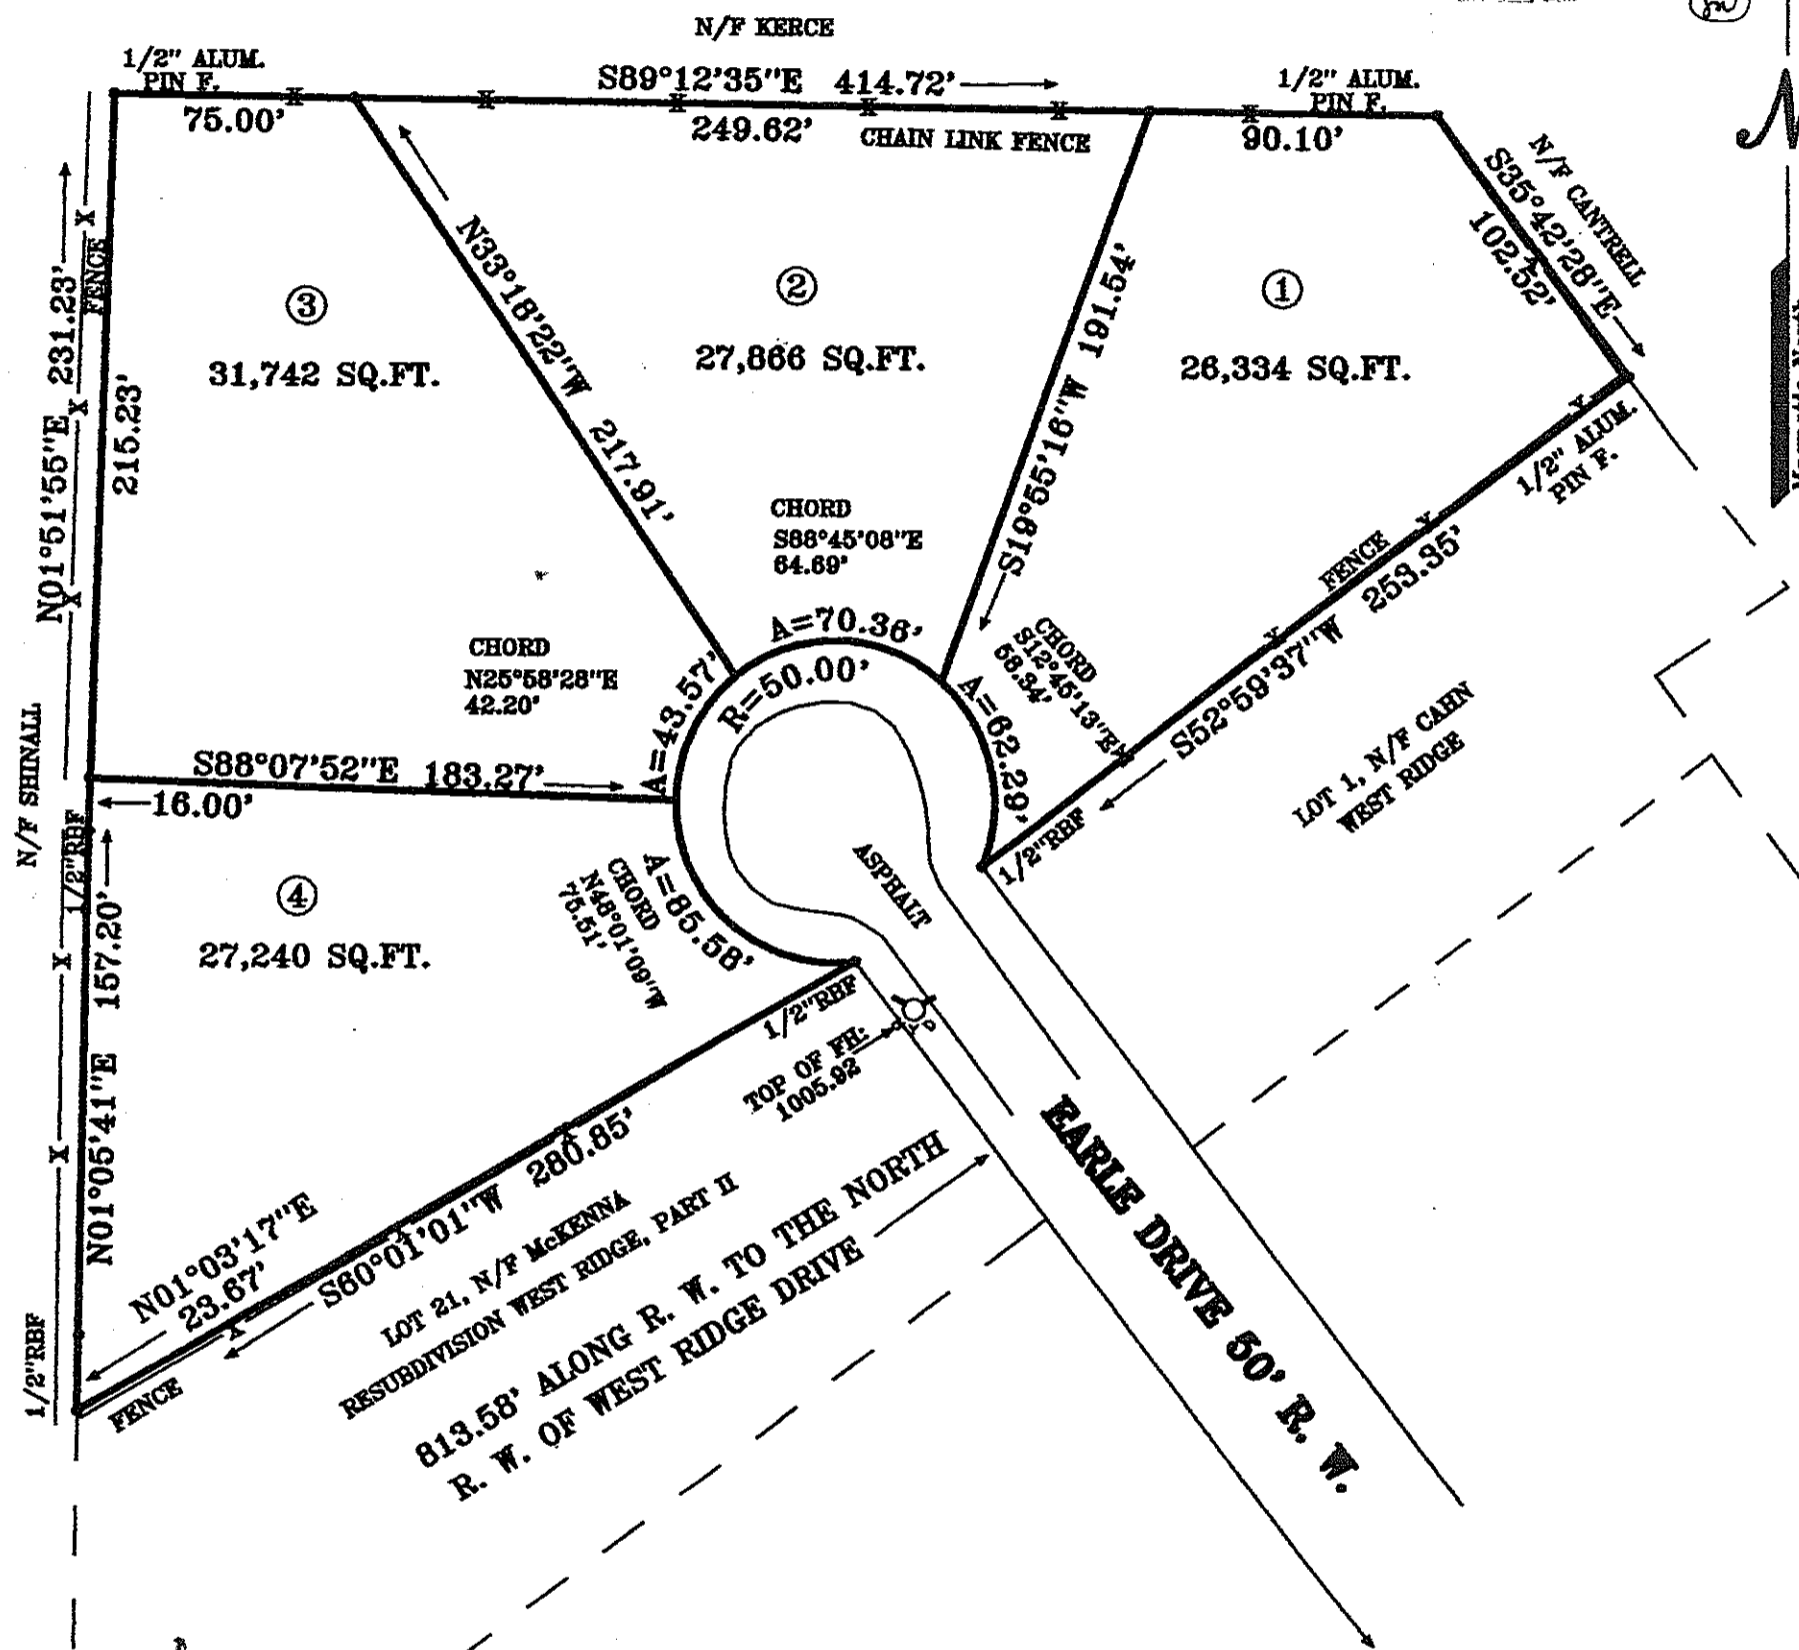 N/F KERCE
1/2" ALUM.
PIN F.
S89°12'35"E 414.72'
1/2" ALUM.
PIN F.
75.00'
249.62'
CHAIN LINK FENCE
90.10'
N/F CANTRELL
S35°42'28"E
102.52'
N
N01°51'55"E 231.23'
FENCE
215.23'
N33°18'22"W 217.91'
S19°55'16"W 191.54'
3
31,742 SQ.FT.
2
27,866 SQ.FT.
1
26,334 SQ.FT.
1/2" ALUM.
PIN F.
CHORD
S88°45'08"E
64.69'
FENCE
S52°59'37"W 253.35'
A=70.36'
R=50.00'
CHORD
S12°45'13"E
58.34'
A=62.29'
CHORD
N25°58'28"E
42.20'
A=43.57'
S88°07'52"E 183.27'
16.00'
N/F SHINALL
1/2"RBF
LOT 1, N/F CAHN
WEST RIDGE
1/2"RBF
ASPHALT
A=85.58'
CHORD
N48°01'09"W
75.51'
4
27,240 SQ.FT.
N01°05'41"E 157.20'
1/2"RBF
TOP OF FH:
1005.92
N01°03'17"E
23.67'
S60°01'01"W 280.85'
1/2"RBF
FENCE
LOT 21, N/F McKENNA
RESUBDIVISION WEST RIDGE, PART II
813.58' ALONG R. W. TO THE NORTH
R. W. OF WEST RIDGE DRIVE
EARLE DRIVE 50' R. W.